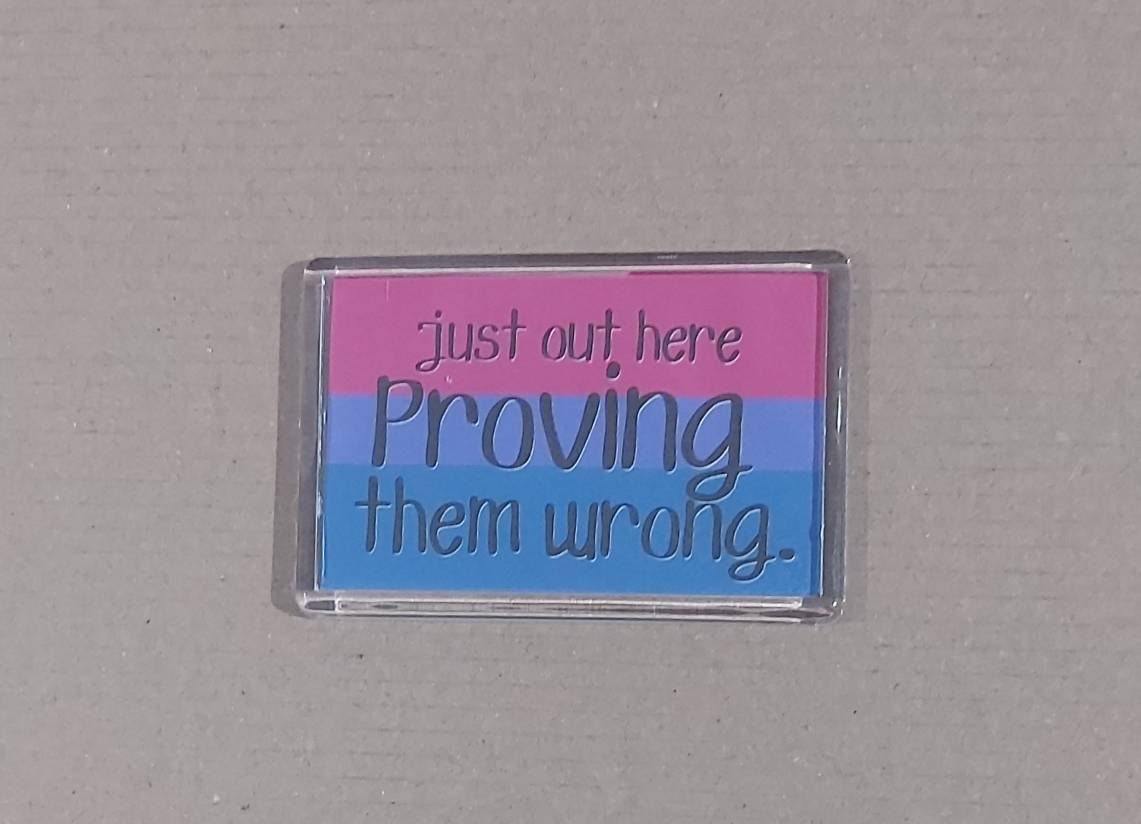 just out here
Proving
them wrong.